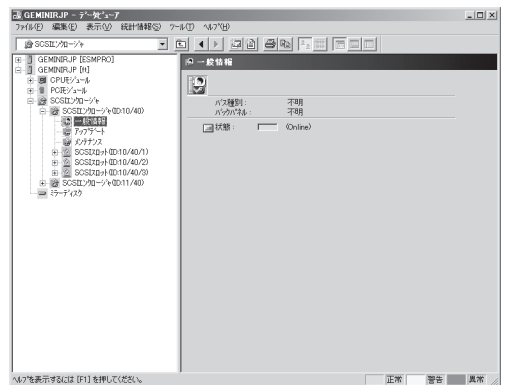 GEMINIRJP - ﾃﾞｰﾀﾋﾞｭｰｱ
ﾌｧｲﾙ(F) 編集(E) 表示(V) 統計情報(S) ﾂｰﾙ(T) ﾍﾙﾌﾟ(H)
SCSIｴﾝｸﾛｰｼﾞｬ
GEMINIRJP [ESMPRO]
GEMINIRJP [ft]
CPUﾓｼﾞｭｰﾙ
PCIﾓｼﾞｭｰﾙ
SCSIｴﾝｸﾛｰｼﾞｬ
SCSIｴﾝｸﾛｰｼﾞｬ(ID:10/40)
一般情報
ｱｯﾌﾟﾃﾞｰﾄ
ﾒﾝﾃﾅﾝｽ
SCSIｽﾛｯﾄ(ID:10/40/1)
SCSIｽﾛｯﾄ(ID:10/40/2)
SCSIｽﾛｯﾄ(ID:10/40/3)
SCSIｴﾝｸﾛｰｼﾞｬ(ID:11/40)
ﾐﾗｰﾃﾞｨｽｸ
一般情報
ﾊﾞｽ種別: 不明
ﾊﾞｯｸﾊﾟﾈﾙ: 不明
状態: (Online)
ﾍﾙﾌﾟを表示するには [F1] を押してください。
正常 警告 異常